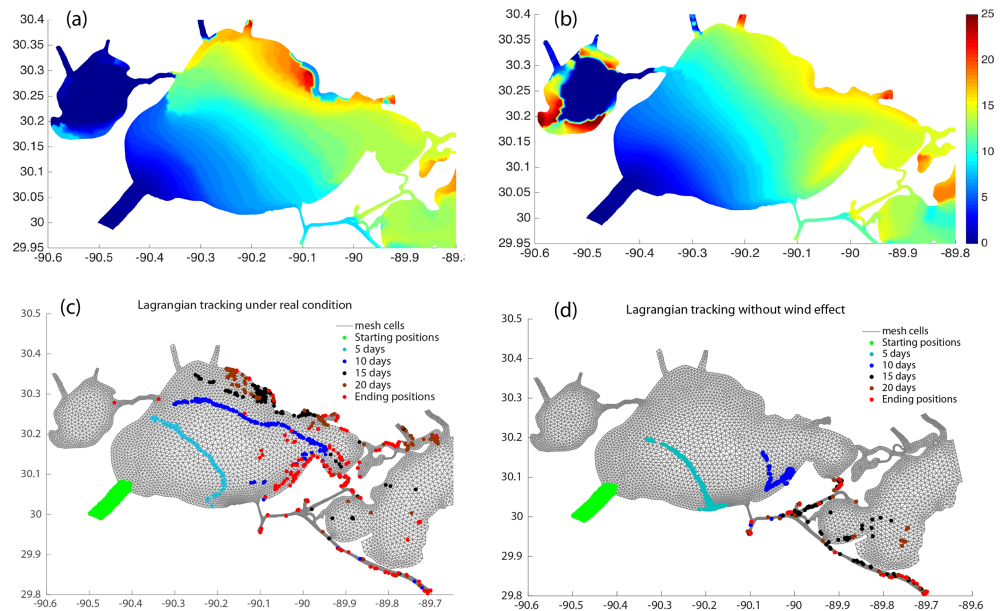 (a)
30.4
30.35
30.3
30.25
30.2
30.15
30.1
30.05
30
29.95
-90.6 -90.5 -90.4 -90.3 -90.2 -90.1 -90 -89.9 -89.8
(b)
30.4
30.35
30.3
30.25
30.2
30.15
30.1
30.05
30
29.95
-90.6 -90.5 -90.4 -90.3 -90.2 -90.1 -90 -89.9 -89.8
25
20
15
10
5
0
(c)
Lagrangian tracking under real condition
mesh cells
Starting positions
5 days
10 days
15 days
20 days
Ending positions
30.5
30.4
30.3
30.2
30.1
30
29.9
29.8
-90.6 -90.5 -90.4 -90.3 -90.2 -90.1 -90 -89.9 -89.8 -89.7
(d)
Lagrangian tracking without wind effect
mesh cells
Starting positions
5 days
10 days
15 days
20 days
Ending positions
30.5
30.4
30.3
30.2
30.1
30
29.9
29.8
-90.6 -90.5 -90.4 -90.3 -90.2 -90.1 -90 -89.9 -89.8 -89.7 -89.6